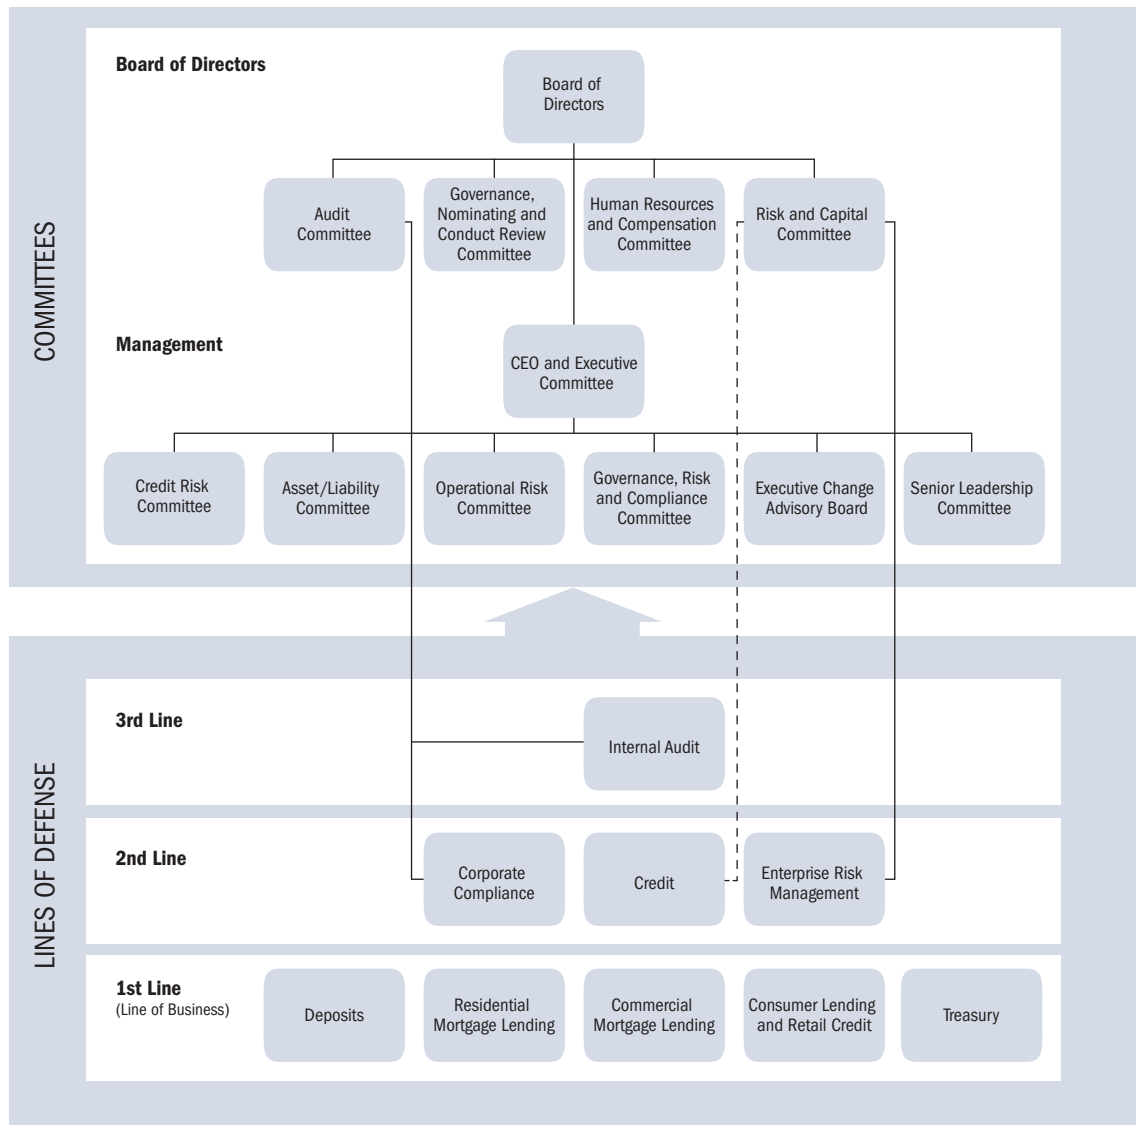 COMMITTEES
Board of Directors
Board of
Directors
Audit
Committee
Governance,
Nominating and
Conduct Review
Committee
Human Resources
and Compensation
Committee
Risk and Capital
Committee
Management
CEO and Executive
Committee
Credit Risk
Committee
Asset/Liability
Committee
Operational Risk
Committee
Governance, Risk
and Compliance
Committee
Executive Change
Advisory Board
Senior Leadership
Committee
LINES OF DEFENSE
3rd Line
Internal Audit
2nd Line
Corporate
Compliance
Credit
Enterprise Risk
Management
1st Line
(Line of Business)
Deposits
Residential
Mortgage Lending
Commercial
Mortgage Lending
Consumer Lending
and Retail Credit
Treasury